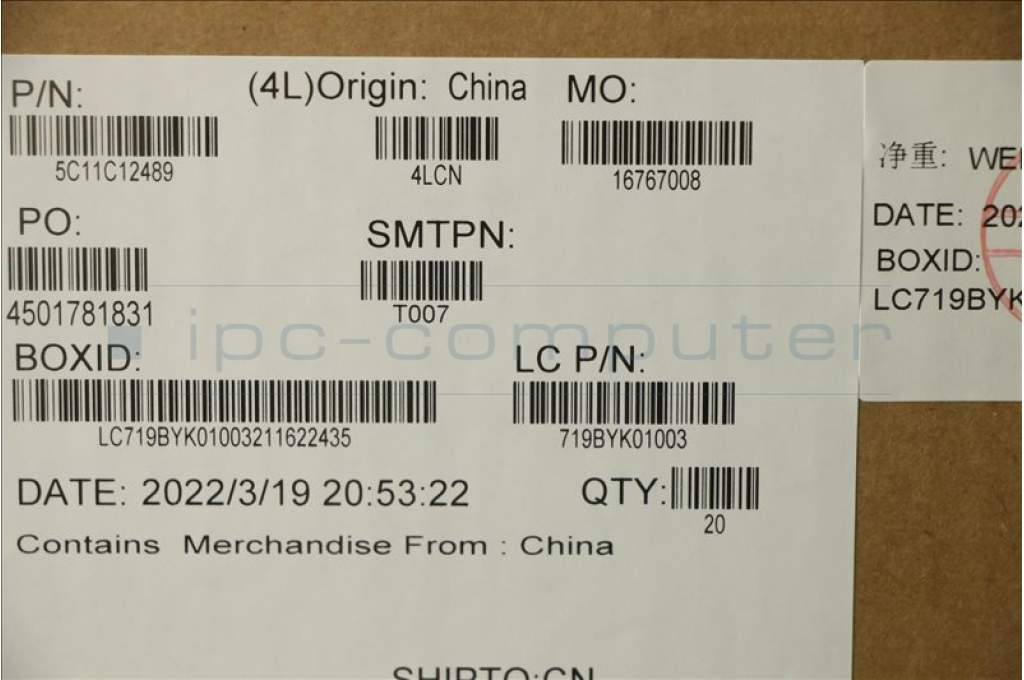 P/N:
(4L)Origin: China
MO:
5C11C12489
4LCN
16767008
PO:
SMTPN:
4501781831
T007
BOXID:
LC P/N:
LC719BYK01003211622435
719BYK01003
DATE: 2022/3/19 20:53:22
QTY:
20
Contains Merchandise From : China
SHIPTO:CN
净重:
DATE:
BOXID:
LC719BYK
ipc-computer